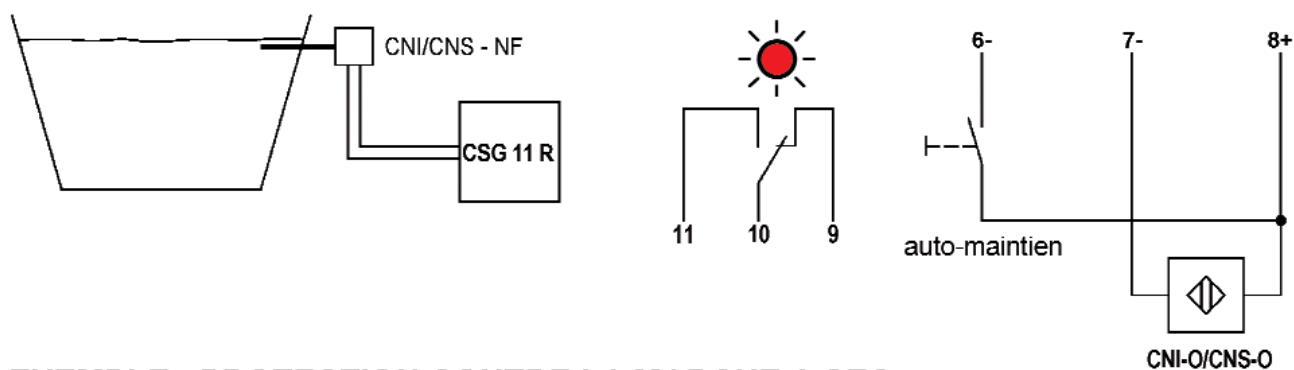 CNI/CNS - NF
CSG 11 R
11 10 9
6- 7- 8+
auto-maintien
CNI-O/CNS-O